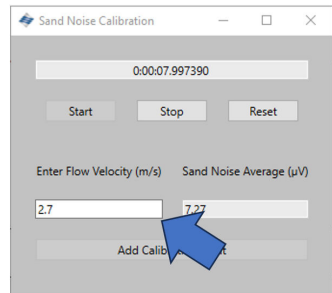 Sand Noise Calibration
0:00:07.997390
Start Stop Reset
Enter Flow Velocity (m/s) Sand Noise Average (µV)
2.7 7.27
Add